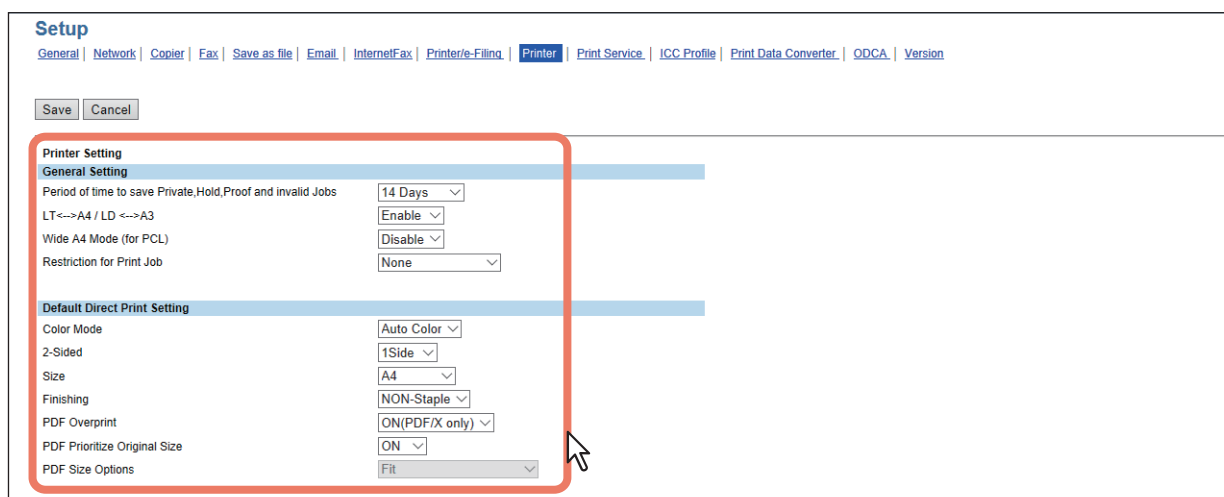 Setup
General | Network | Copier | Fax | Save as file | Email | InternetFax | Printer/e-Filing | Printer | Print Service | ICC Profile | Print Data Converter | ODCA | Version
Save Cancel
Printer Setting
General Setting
Period of time to save Private,Hold,Proof and invalid Jobs 14 Days
LT<-->A4 / LD <-->A3 Enable
Wide A4 Mode (for PCL) Disable
Restriction for Print Job None
Default Direct Print Setting
Color Mode Auto Color
2-Sided 1Side
Size A4
Finishing NON-Staple
PDF Overprint ON(PDF/X only)
PDF Prioritize Original Size ON
PDF Size Options Fit